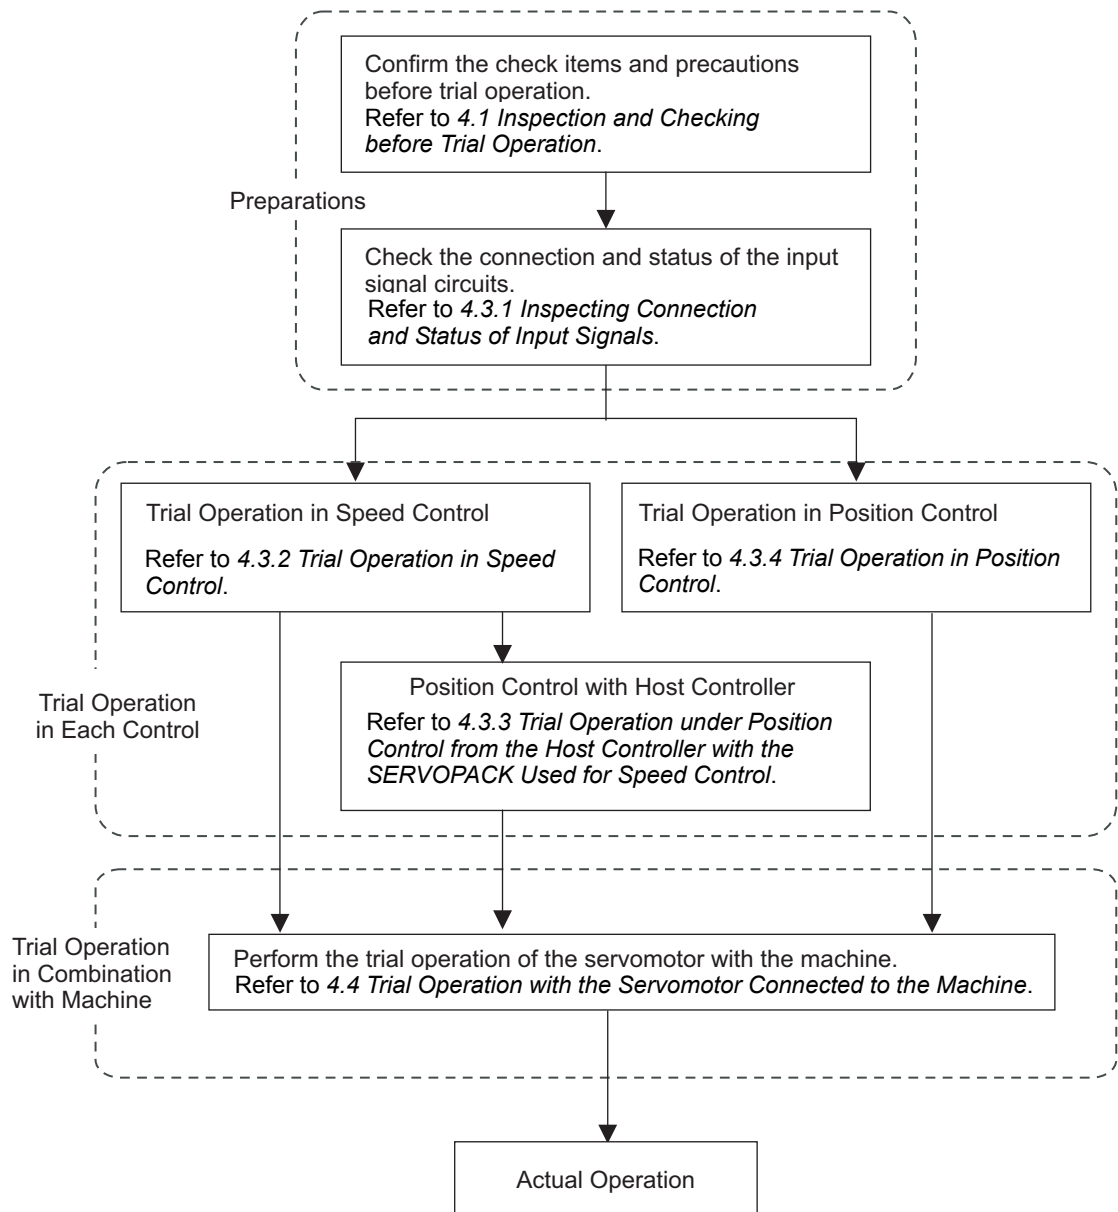 Confirm the check items and precautions
before trial operation.
Refer to 4.1 Inspection and Checking
before Trial Operation.
Preparations
Check the connection and status of the input
signal circuits.
Refer to 4.3.1 Inspecting Connection
and Status of Input Signals.
Trial Operation in Speed Control
Refer to 4.3.2 Trial Operation in Speed
Control.
Trial Operation in Position Control
Refer to 4.3.4 Trial Operation in Position
Control.
Trial Operation
in Each Control
Position Control with Host Controller
Refer to 4.3.3 Trial Operation under Position
Control from the Host Controller with the
SERVOPACK Used for Speed Control.
Trial Operation
in Combination
with Machine
Perform the trial operation of the servomotor with the machine.
Refer to 4.4 Trial Operation with the Servomotor Connected to the Machine.
Actual Operation